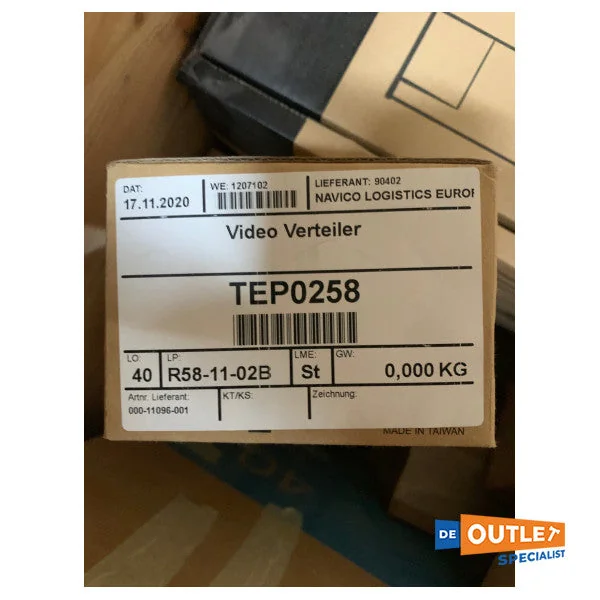 DAT:
17.11.2020
WE: 1207102
LIEFERANT: 90402
NAVICO LOGISTICS EUROP
Video Verteiler
TEP0258
LO: 40
LP: R58-11-02B
LME: St
GW: 0,000 KG
Artnr. Lieferant:
000-11096-001
KT/KS:
Zeichnung:
MADE IN TAIWAN
DE OUTLET
SPECIALIST